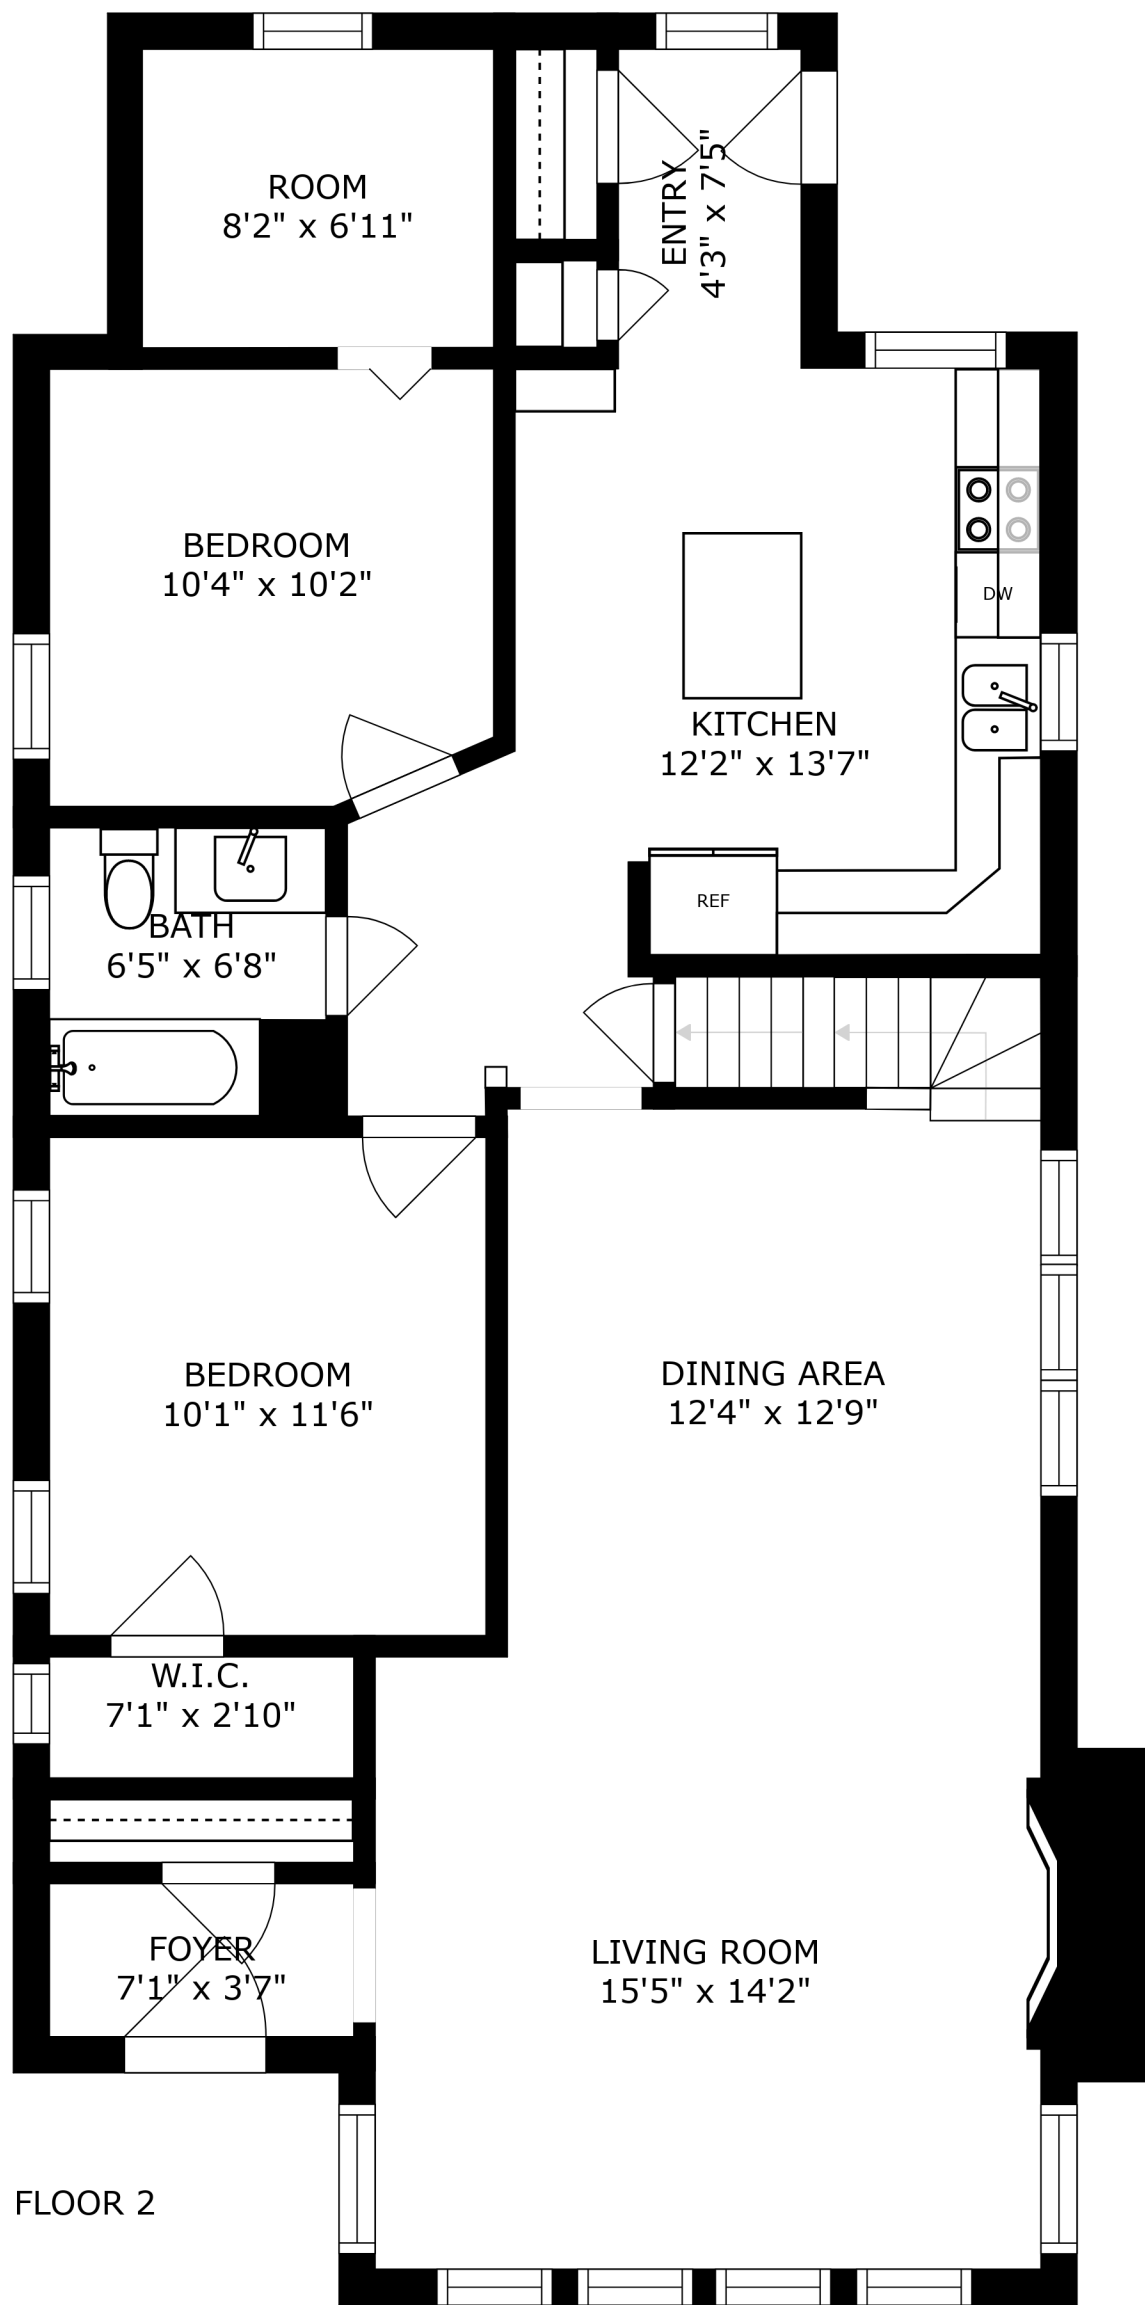 ROOM
8'2" x 6'11"
ENTRY
4'3" x 7'5"
BEDROOM
10'4" x 10'2"
DW
KITCHEN
12'2" x 13'7"
REF
BATH
6'5" x 6'8"
BEDROOM
10'1" x 11'6"
DINING AREA
12'4" x 12'9"
W.I.C.
7'1" x 2'10"
FOYER
7'1" x 3'7"
LIVING ROOM
15'5" x 14'2"
FLOOR 2